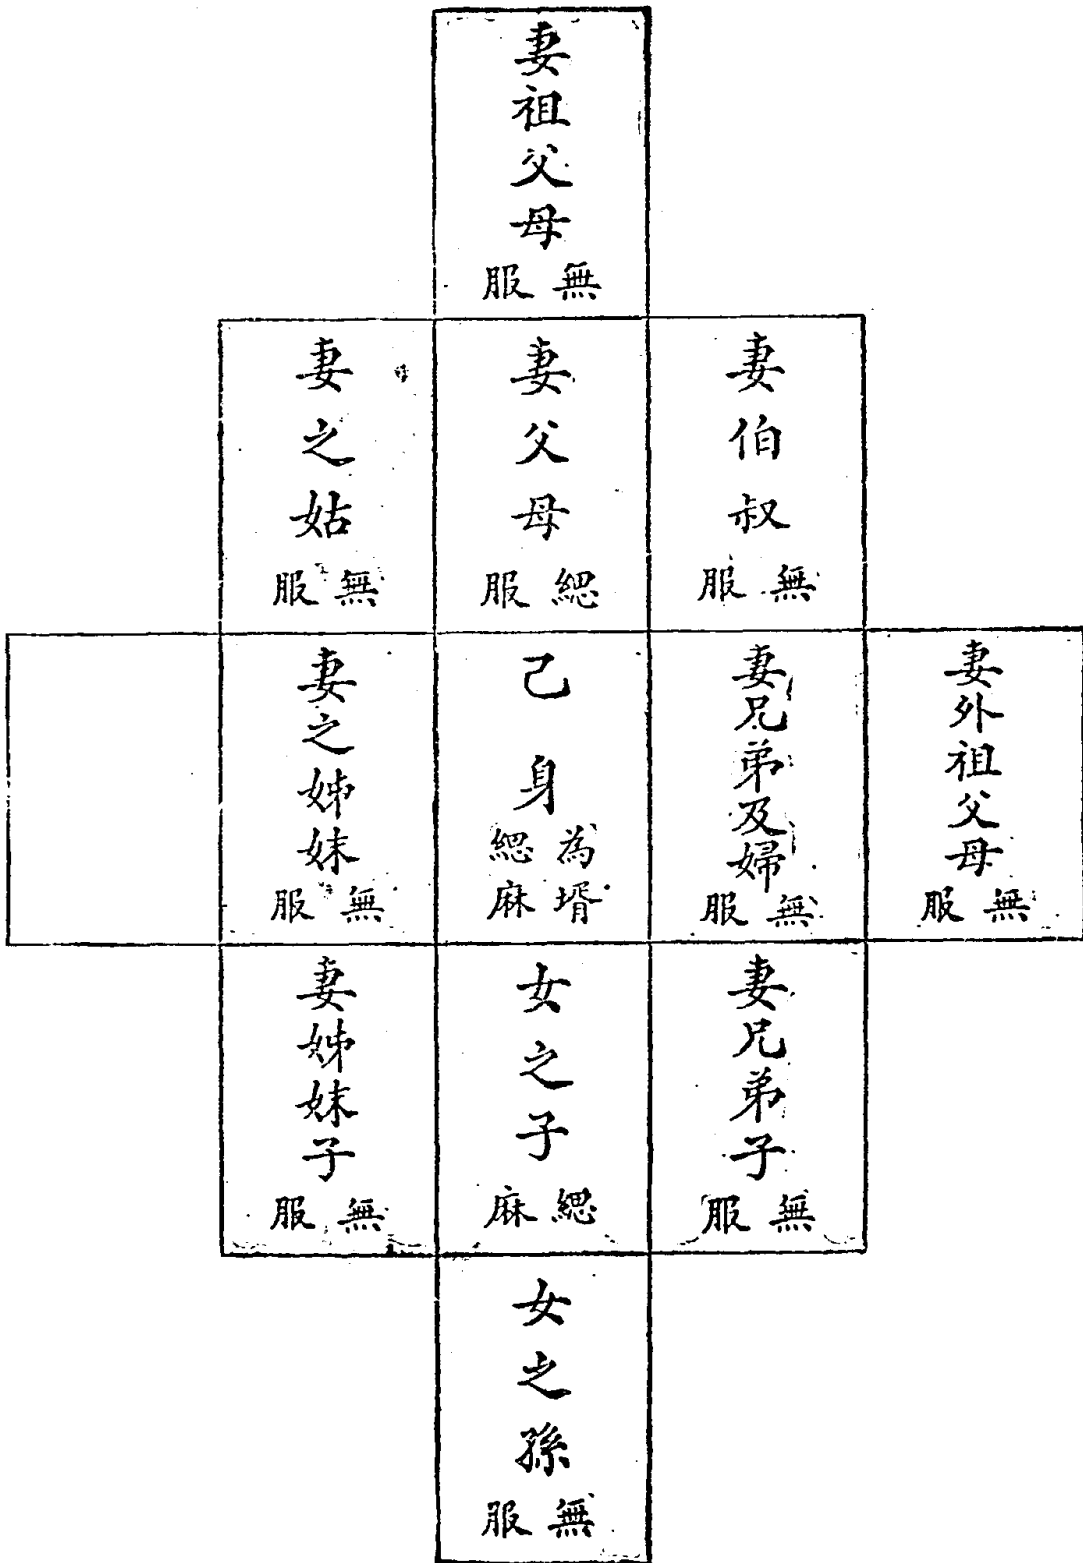 妻祖父母
無服
妻伯叔
無服
妻父母
緦服
妻之姑
無服
妻外祖父母
無服
妻兄弟及婦
無服
己身
為壻
緦麻
妻之姊妹
無服
妻兄弟子
無服
女之子
緦麻
妻姊妹子
無服
女之孫
無服